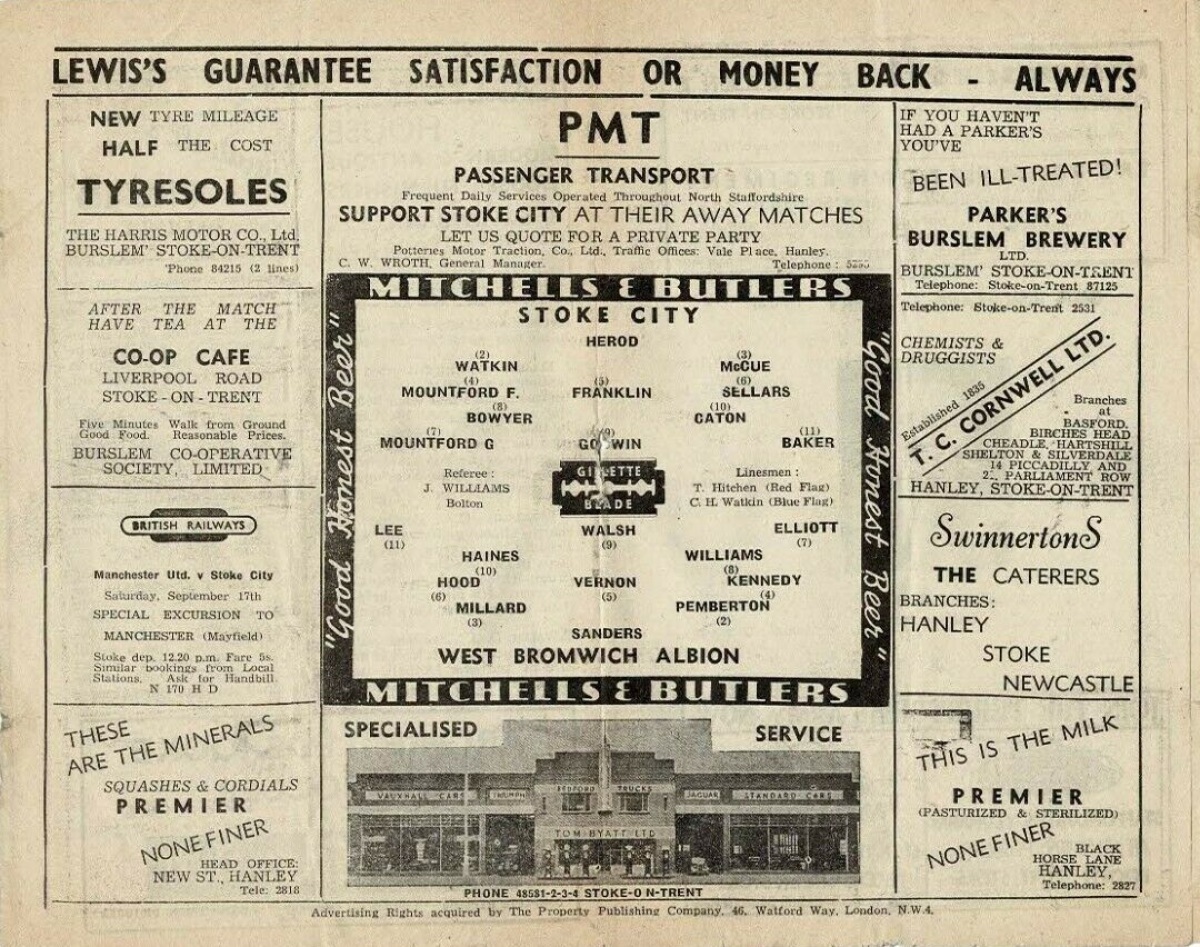 LEWIS'S GUARANTEE SATISFACTION OR MONEY BACK - ALWAYS
NEW TYRE MILEAGE
HALF THE COST
TYRESOLES
THE HARRIS MOTOR CO., Ltd.
BURSLEM' STOKE-ON-TRENT
'Phone 84215 (2 lines)
AFTER THE MATCH
HAVE TEA AT THE
CO-OP CAFE
LIVERPOOL ROAD
STOKE-ON-TRENT
Five Minutes Walk from Ground
Good Food. Reasonable Prices.
BURSLEM CO-OPERATIVE
SOCIETY, LIMITED
BRITISH RAILWAYS
Manchester Utd. v Stoke City
Saturday, September 17th
SPECIAL EXCURSION TO
MANCHESTER (Mayfield)
Stoke dep. 12.20 p.m. Fare 5s.
Similar bookings from Local
Stations. Ask for Handbill
N 170 H D
THESE
ARE THE MINERALS
SQUASHES & CORDIALS
PREMIER
NONE FINER
HEAD OFFICE:
NEW ST., HANLEY
Tele: 2818
PMT
PASSENGER TRANSPORT
Frequent Daily Services Operated Throughout North Staffordshire
SUPPORT STOKE CITY AT THEIR AWAY MATCHES
LET US QUOTE FOR A PRIVATE PARTY
Potteries Motor Traction, Co., Ltd., Traffic Offices: Vale Place, Hanley.
C. W. WROTH, General Manager. Telephone :
MITCHELLS & BUTLERS
"Good Honest Beer"
STOKE CITY
HEROD
(2) (3)
WATKIN McCUE
(4) (5) (6)
MOUNTFORD F. FRANKLIN SELLARS
(8) (10)
BOWYER CATON
(7) (9) (11)
MOUNTFORD G GODWIN BAKER
Referee :
J. WILLIAMS
Bolton
GILLETTE
BLADE
Linesmen :
T. Hitchen (Red Flag)
C. H. Watkin (Blue Flag)
LEE WALSH ELLIOTT
(11) (9) (7)
HAINES WILLIAMS
(10) (8)
HOOD VERNON KENNEDY
(6) (5) (4)
MILLARD PEMBERTON
(3) (2)
SANDERS
WEST BROMWICH ALBION
"Good Honest Beer"
MITCHELLS & BUTLERS
SPECIALISED SERVICE
VAUXHALL CARS TRIUMPH BEDFORD TRUCKS JAGUAR STANDARD CARS
TOM BYATT LTD
PHONE 48581-2-3-4 STOKE-O N-TRENT
IF YOU HAVEN'T
HAD A PARKER'S
YOU'VE
BEEN ILL-TREATED!
PARKER'S
BURSLEM BREWERY
LTD.
BURSLEM' STOKE-ON-TRENT
Telephone: Stoke-on-Trent 87125
Telephone: Stoke-on-Trent 2531
CHEMISTS &
DRUGGISTS
Established 1835
T. C. CORNWELL LTD.
Branches
at
BASFORD,
BIRCHES HEAD
CHEADLE, HARTSHILL
SHELTON & SILVERDALE
14 PICCADILLY AND
PARLIAMENT ROW
HANLEY, STOKE-ON-TRENT
SwinnertonS
THE CATERERS
BRANCHES:
HANLEY
STOKE
NEWCASTLE
THIS IS THE MILK
PREMIER
(PASTURIZED & STERILIZED)
NONE FINER
BLACK
HORSE LANE
HANLEY,
Telephone: 2827
Advertising Rights acquired by The Property Publishing Company, 46, Watford Way, London, N.W.4.